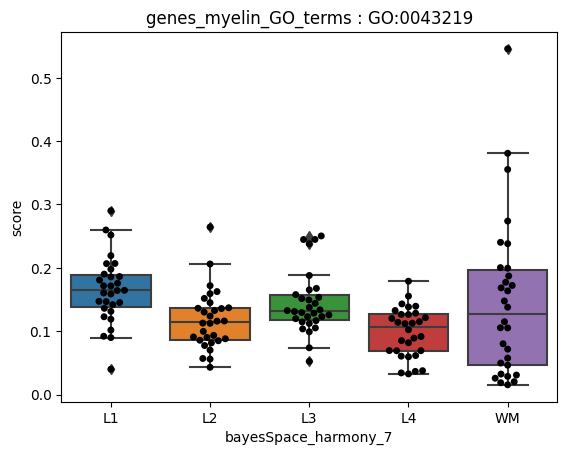 genes_myelin_GO_terms : GO:0043219
score
0.5
0.4
0.3
0.2
0.1
0.0
L1 L2 L3 L4 WM
bayesSpace_harmony_7